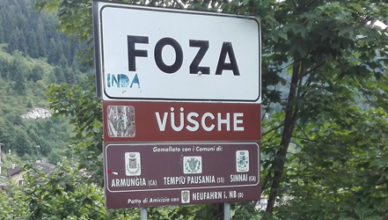 FOZA
INDA
VÜSCHE
Gemellato con i Comuni di:
ARMUNGIA (CA) TEMPIO PAUSANIA (SS) SINNAI (CA)
Patto di Amicizia con NEUFAHRN i. NB (D)